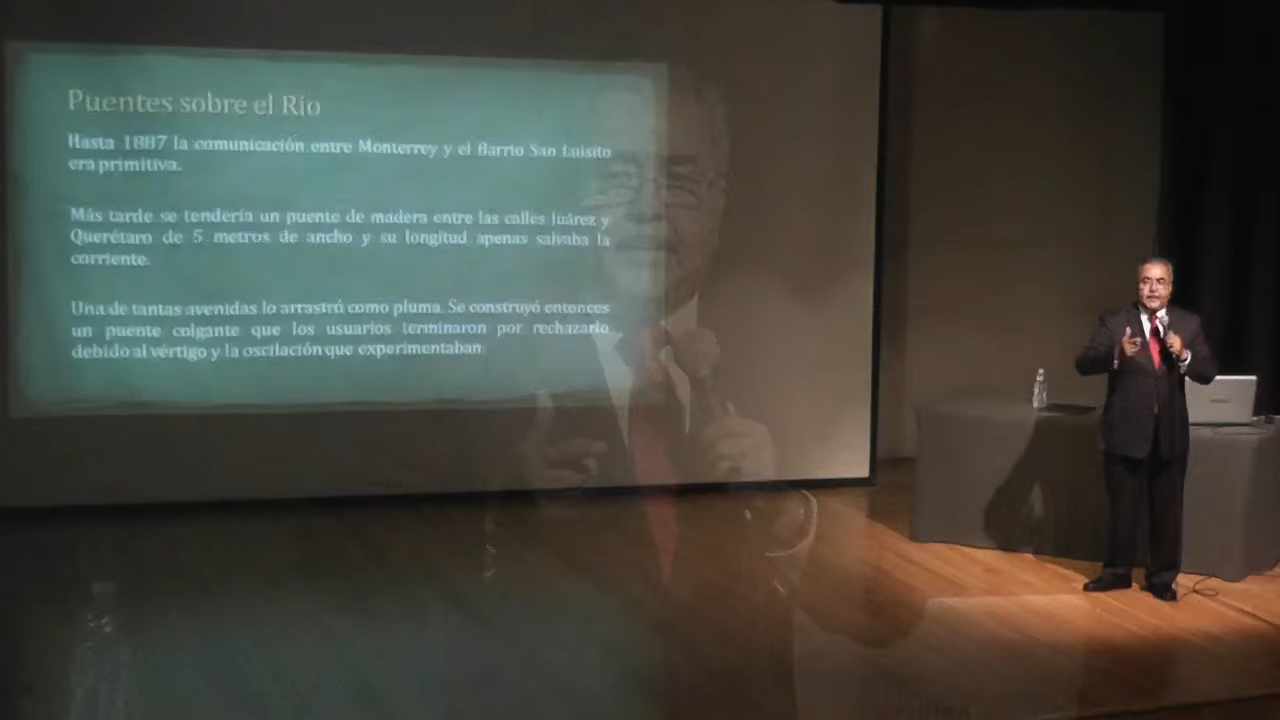 Puentes sobre el Río
Hasta 1887 la comunicación entre Monterrey y el Barrio San Luisito
era primitiva.
Más tarde se tendería un puente de madera entre las calles Juárez y
Querétaro de 5 metros de ancho y su longitud apenas salvaba la
corriente.
Una de tantas avenidas lo arrastró como pluma. Se construyó entonces
un puente colgante que los usuarios terminaron por rechazarlo
debido al vértigo y la oscilación que experimentaban